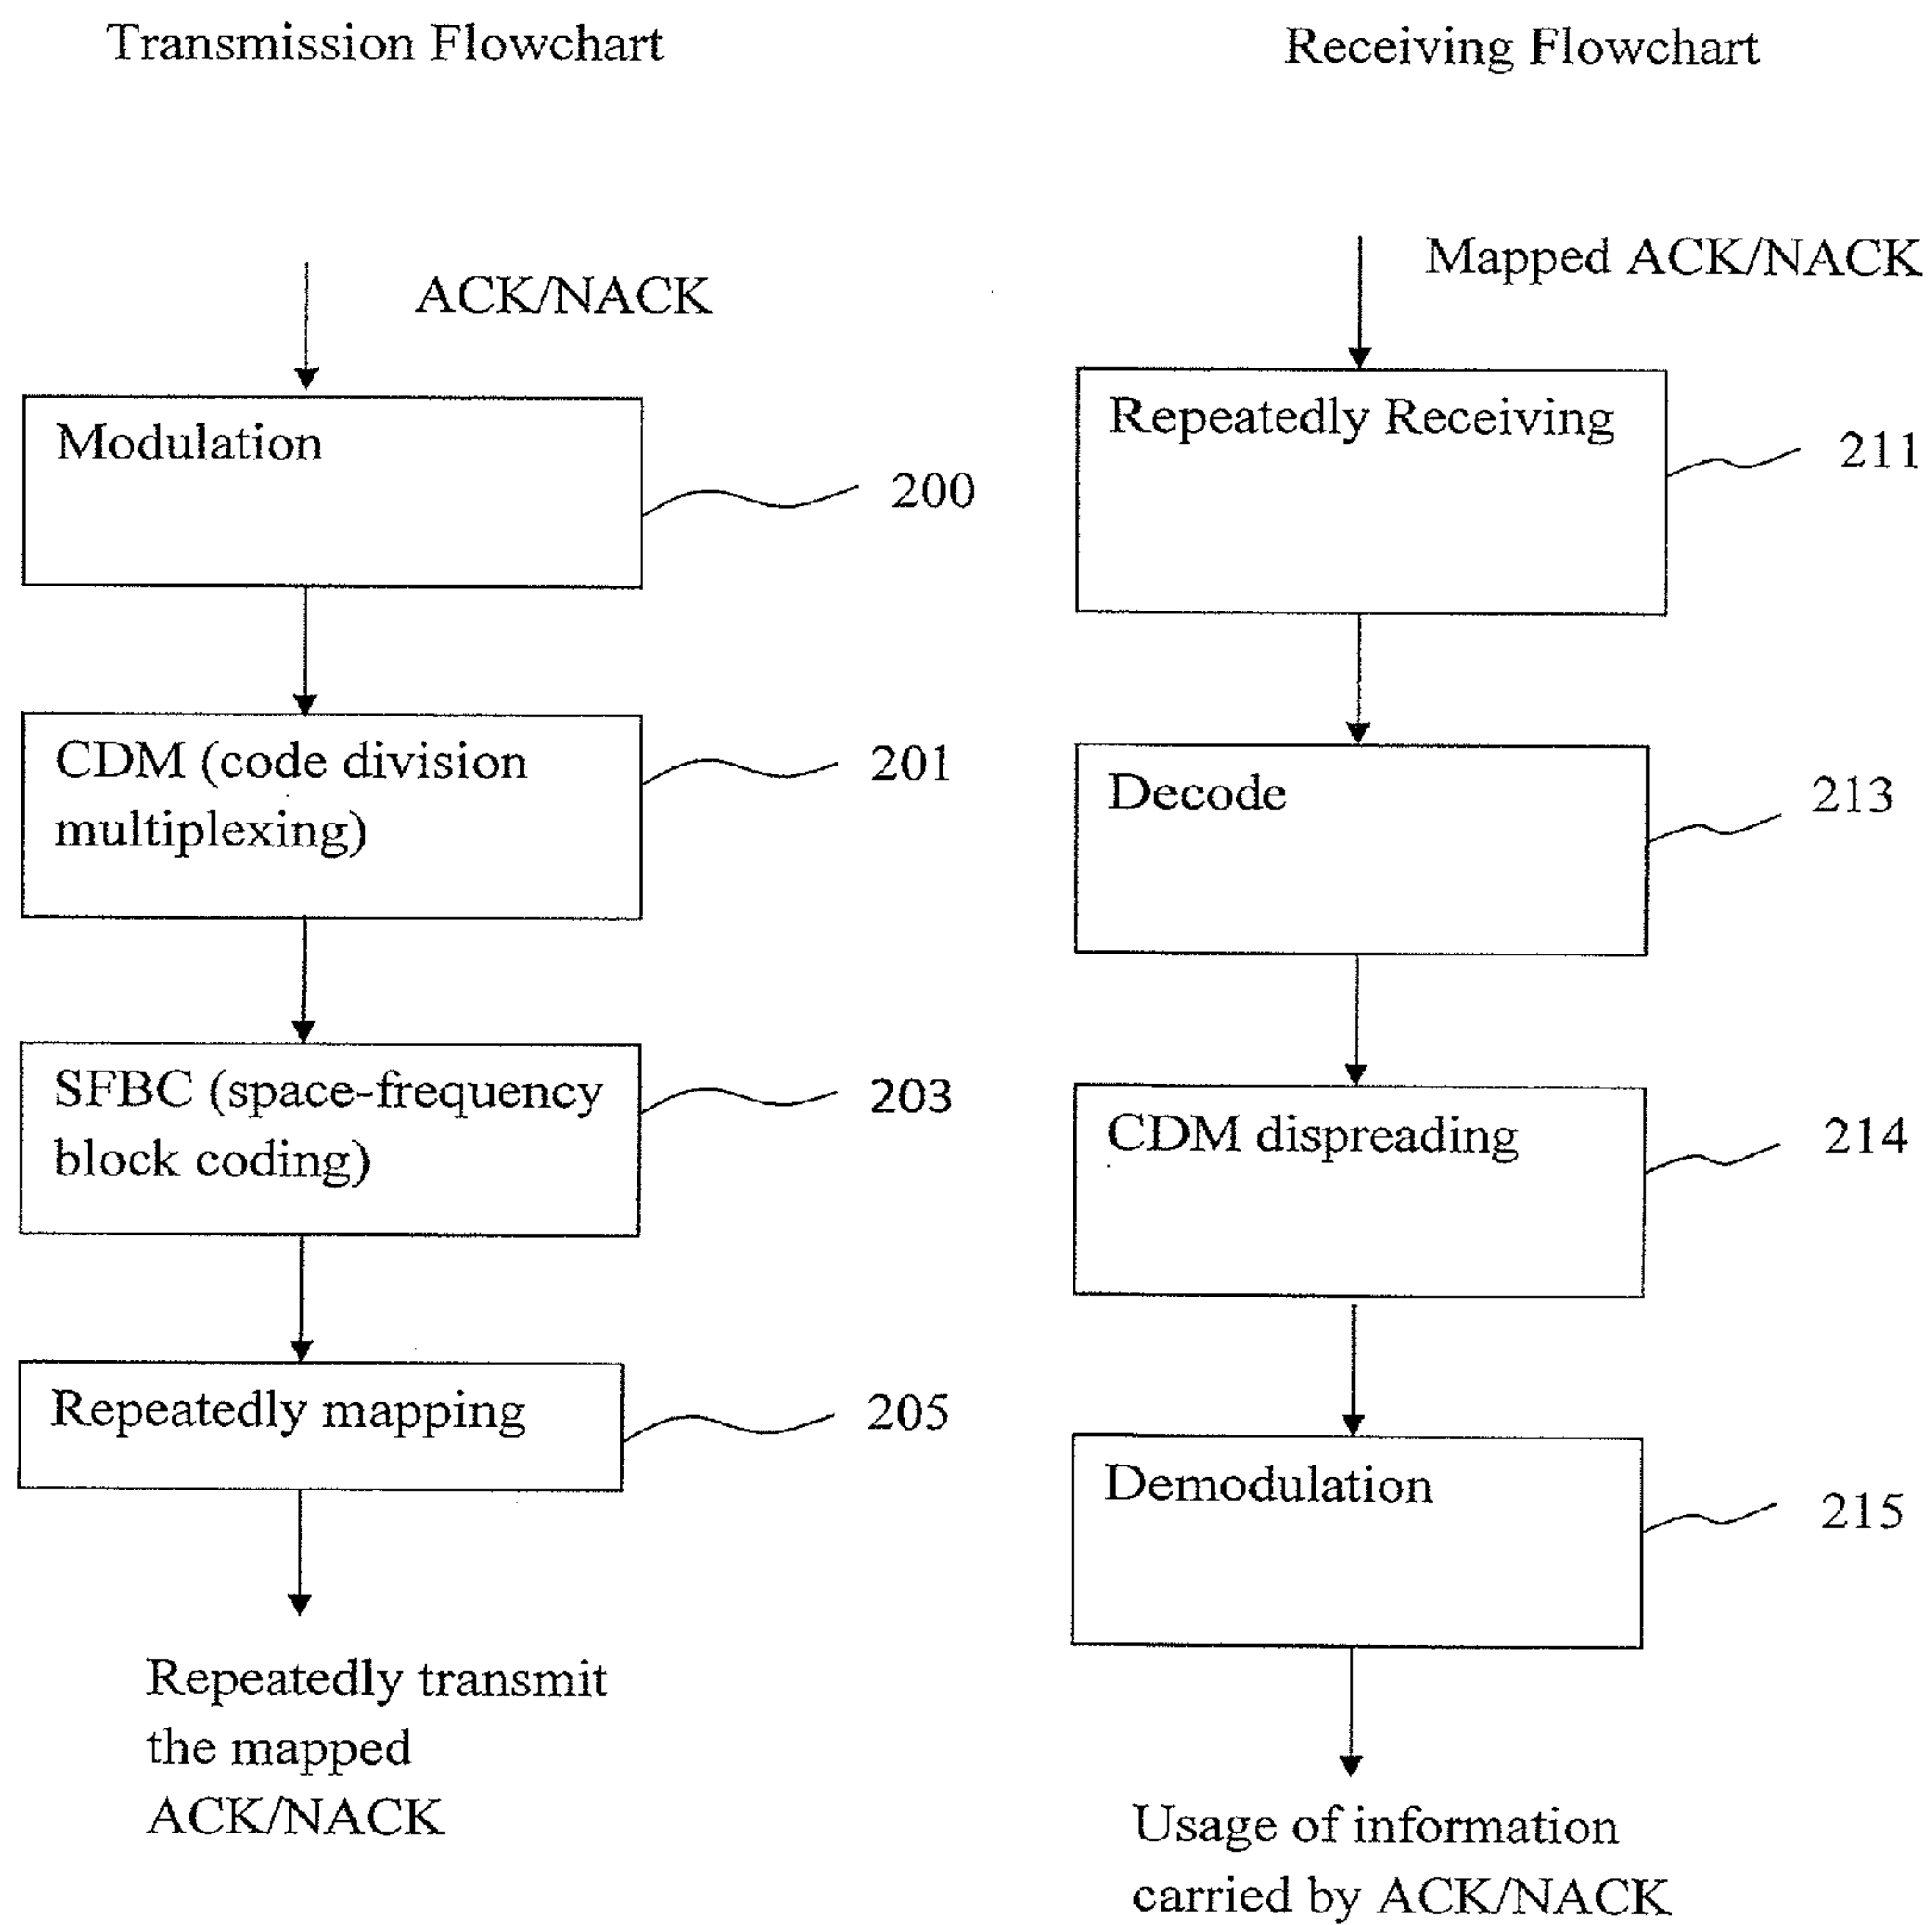 Transmission Flowchart
ACK/NACK
Modulation
200
CDM (code division
multiplexing)
201
SFBC (space-frequency
block coding)
203
Repeatedly mapping
205
Repeatedly transmit
the mapped
ACK/NACK
Receiving Flowchart
Mapped ACK/NACK
Repeatedly Receiving
211
Decode
213
CDM dispreading
214
Demodulation
215
Usage of information
carried by ACK/NACK